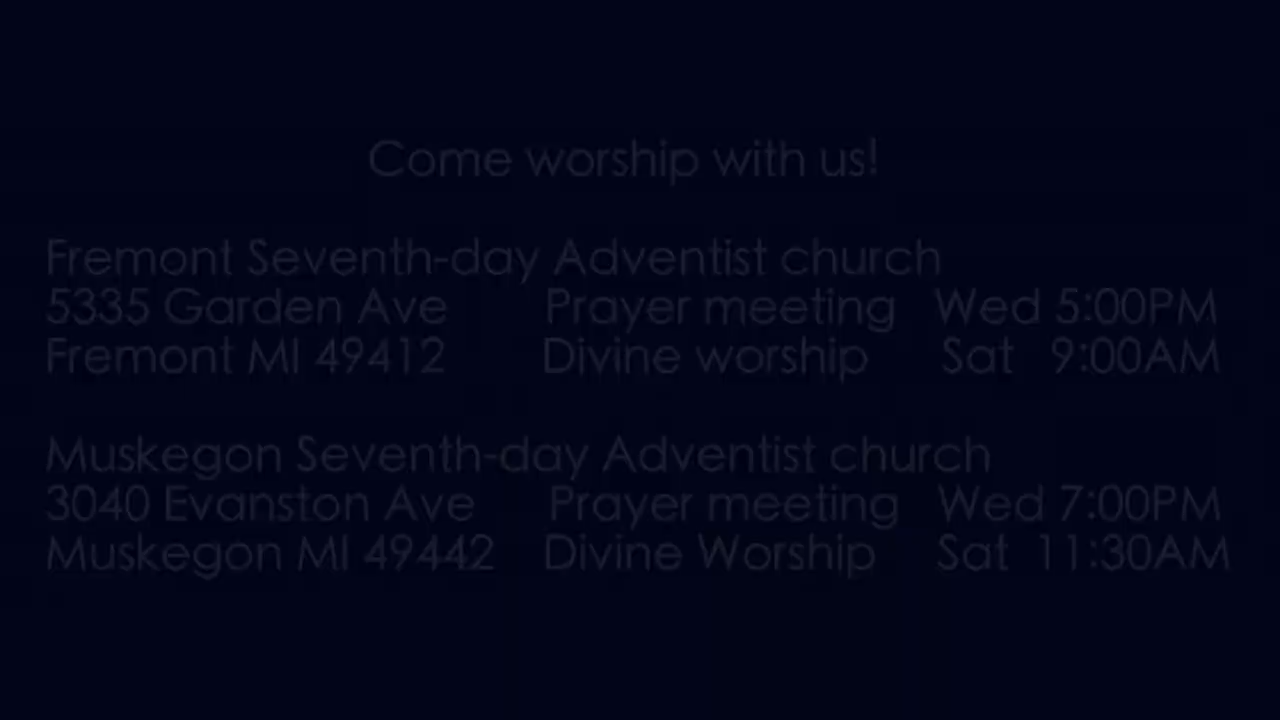 Come worship with us!
Fremont Seventh-day Adventist church
5335 Garden Ave Prayer meeting Wed 5:00PM
Fremont MI 49412 Divine worship Sat 9:00AM
Muskegon Seventh-day Adventist church
3040 Evanston Ave Prayer meeting Wed 7:00PM
Muskegon MI 49442 Divine Worship Sat 11:30AM